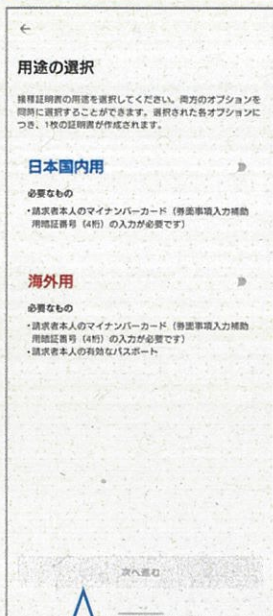 用途の選択
接種証明書の用途を選択してください。両方のオプションを
同時に選択することができます。選択された各オプションに
つき、1枚の証明書が作成されます。
日本国内用
必要なもの
・請求者本人のマイナンバーカード（券面事項入力補助
用暗証番号（4桁）の入力が必要です）
海外用
必要なもの
・請求者本人のマイナンバーカード（券面事項入力補助
用暗証番号（4桁）の入力が必要です）
・請求者本人の有効なパスポート
次へ進む